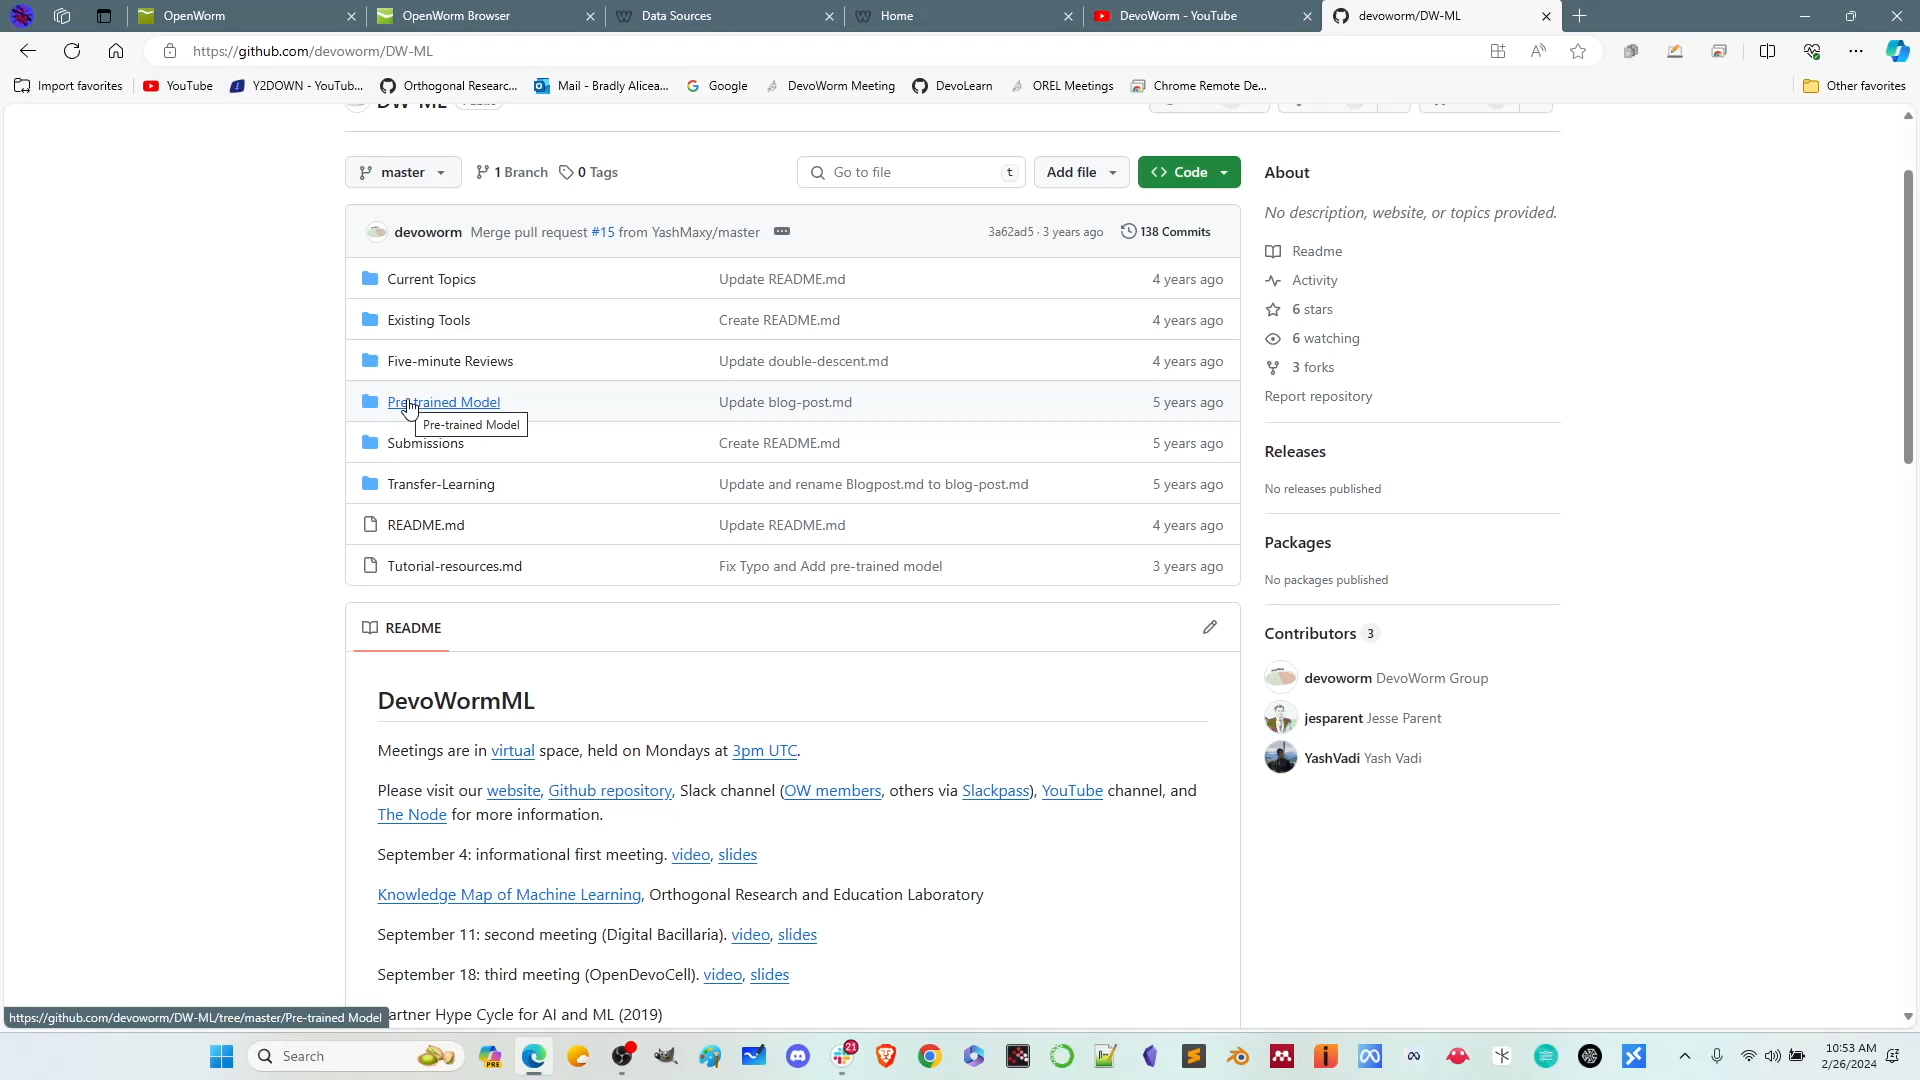 OpenWorm
OpenWorm Browser
Data Sources
Home
DevoWorm - YouTube
devoworm/DW-ML
https://github.com/devoworm/DW-ML
Import favorites
YouTube
Y2DOWN - YouTub...
Orthogonal Researc...
Mail - Bradly Alicea...
Google
DevoWorm Meeting
DevoLearn
OREL Meetings
Chrome Remote De...
Other favorites
DW-ML
master
1 Branch
0 Tags
Go to file
t
Add file
Code
devoworm Merge pull request #15 from YashMaxy/master
3a62ad5 · 3 years ago
138 Commits
Current Topics Update README.md 4 years ago
Existing Tools Create README.md 4 years ago
Five-minute Reviews Update double-descent.md 4 years ago
Pre-trained Model Update blog-post.md 5 years ago
Pre-trained Model
Submissions Create README.md 5 years ago
Transfer-Learning Update and rename Blogpost.md to blog-post.md 5 years ago
README.md Update README.md 4 years ago
Tutorial-resources.md Fix Typo and Add pre-trained model 3 years ago
README
DevoWormML
Meetings are in virtual space, held on Mondays at 3pm UTC.
Please visit our website, Github repository, Slack channel (OW members, others via Slackpass), YouTube channel, and
The Node for more information.
September 4: informational first meeting. video, slides
Knowledge Map of Machine Learning, Orthogonal Research and Education Laboratory
September 11: second meeting (Digital Bacillaria). video, slides
September 18: third meeting (OpenDevoCell). video, slides
artner Hype Cycle for AI and ML (2019)
About
No description, website, or topics provided.
Readme
Activity
6 stars
6 watching
3 forks
Report repository
Releases
No releases published
Packages
No packages published
Contributors 3
devoworm DevoWorm Group
jesparent Jesse Parent
YashVadi Yash Vadi
https://github.com/devoworm/DW-ML/tree/master/Pre-trained Model
Search
PRE
21
10:53 AM
2/26/2024